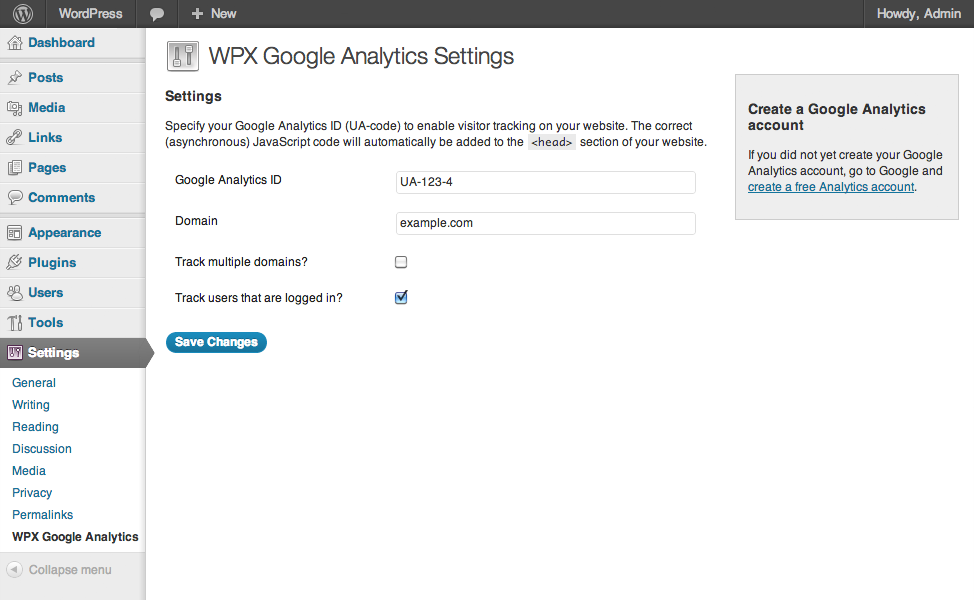 WordPress
New
Howdy, Admin
Dashboard
Posts
Media
Links
Pages
Comments
Appearance
Plugins
Users
Tools
Settings
General
Writing
Reading
Discussion
Media
Privacy
Permalinks
WPX Google Analytics
Collapse menu
WPX Google Analytics Settings
Settings
Specify your Google Analytics ID (UA-code) to enable visitor tracking on your website. The correct
(asynchronous) JavaScript code will automatically be added to the <head> section of your website.
Google Analytics ID
UA-123-4
Domain
example.com
Track multiple domains?
Track users that are logged in?
Save Changes
Create a Google Analytics
account
If you did not yet create your Google
Analytics account, go to Google and
create a free Analytics account.